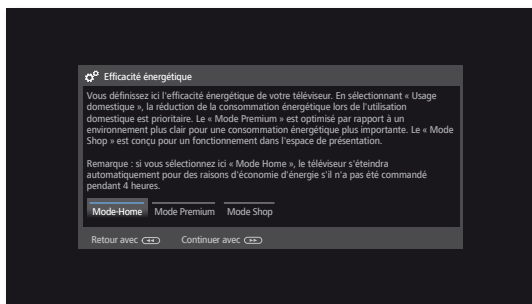 Efficacité énergétique
Vous définissez ici l'efficacité énergétique de votre téléviseur. En sélectionnant « Usage
domestique », la réduction de la consommation énergétique lors de l'utilisation
domestique est prioritaire. Le « Mode Premium » est optimisé par rapport à un
environnement plus clair pour une consommation énergétique plus importante. Le « Mode
Shop » est conçu pour un fonctionnement dans l'espace de présentation.
Remarque : si vous sélectionnez ici « Mode Home », le téléviseur s'éteindra
automatiquement pour des raisons d'économie d'énergie s'il n'a pas été commandé
pendant 4 heures.
Mode-Home Mode Premium Mode Shop
Retour avec Continuer avec